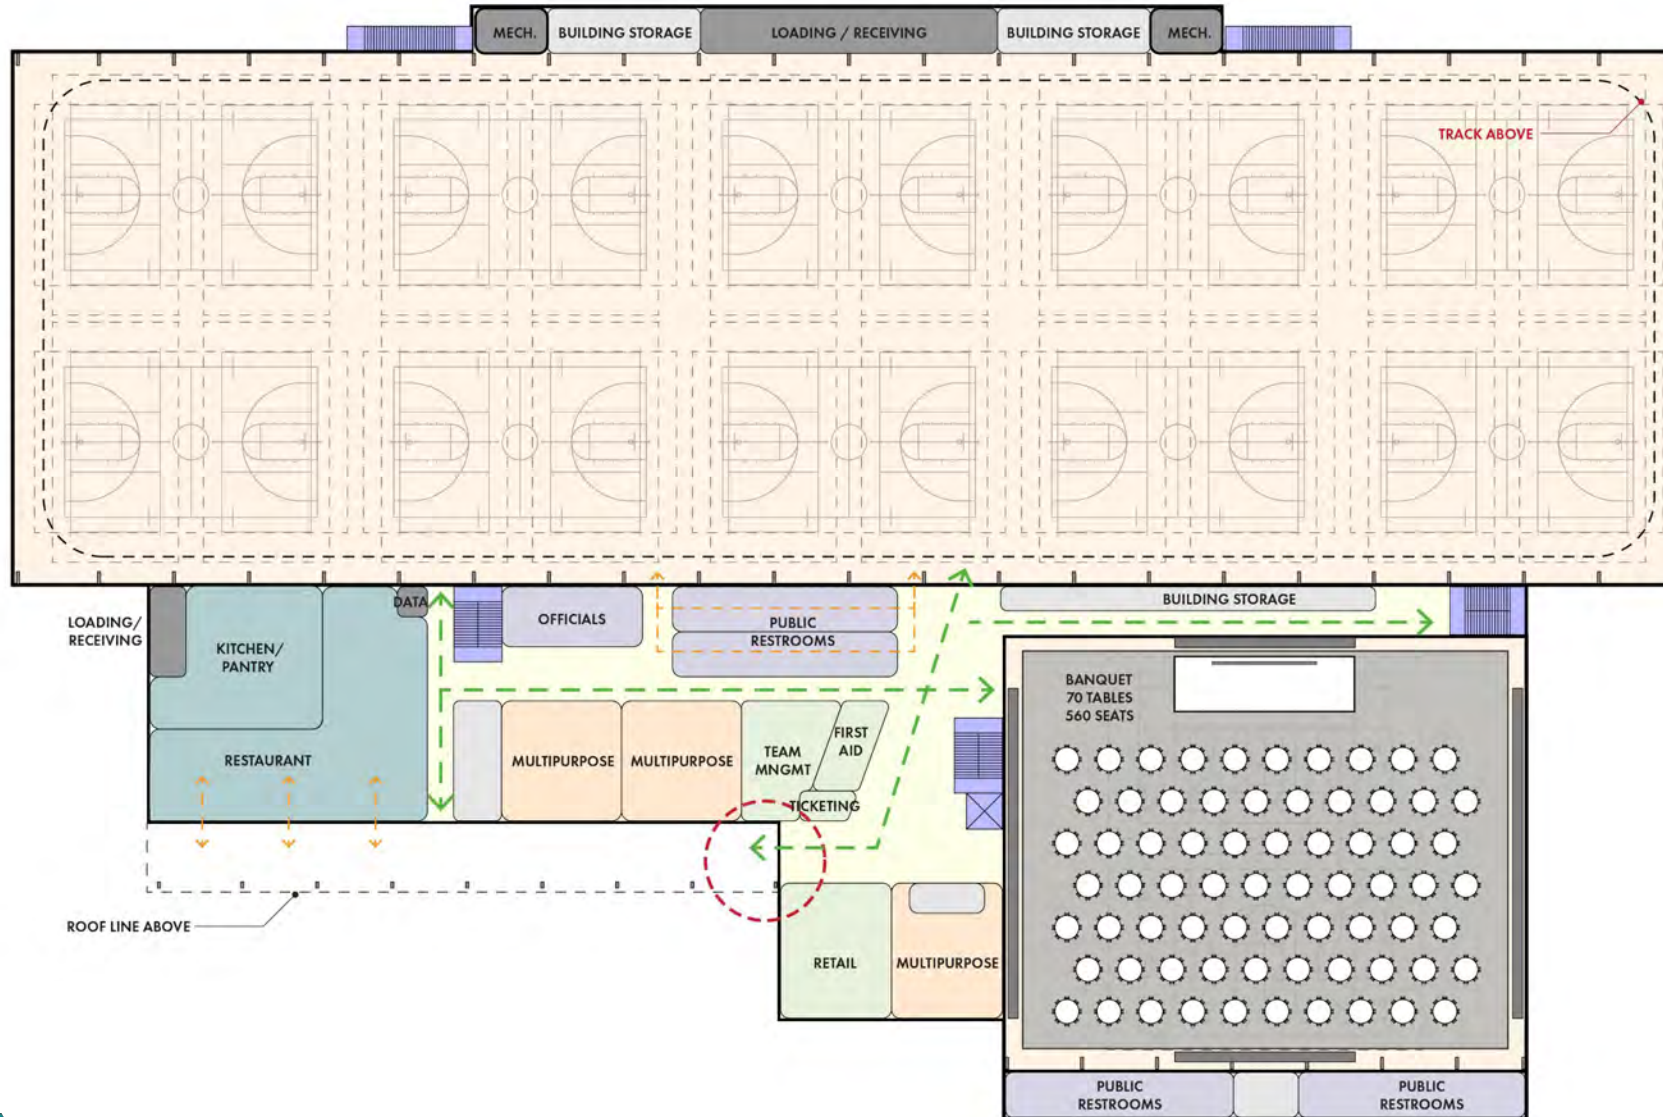 MECH.
BUILDING STORAGE
LOADING / RECEIVING
BUILDING STORAGE
MECH.
TRACK ABOVE
LOADING/
RECEIVING
KITCHEN/
PANTRY
DATA
OFFICIALS
PUBLIC
RESTROOMS
BUILDING STORAGE
RESTAURANT
MULTIPURPOSE
MULTIPURPOSE
TEAM
MNGMT
FIRST
AID
TICKETING
BANQUET
70 TABLES
560 SEATS
ROOF LINE ABOVE
RETAIL
MULTIPURPOSE
PUBLIC
RESTROOMS
PUBLIC
RESTROOMS